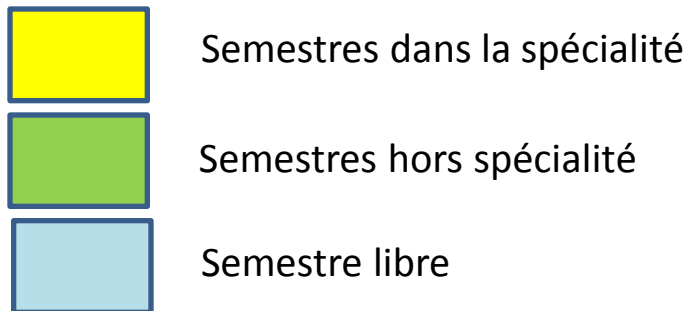 Semestres dans la spécialité
Semestres hors spécialité
Semestre libre